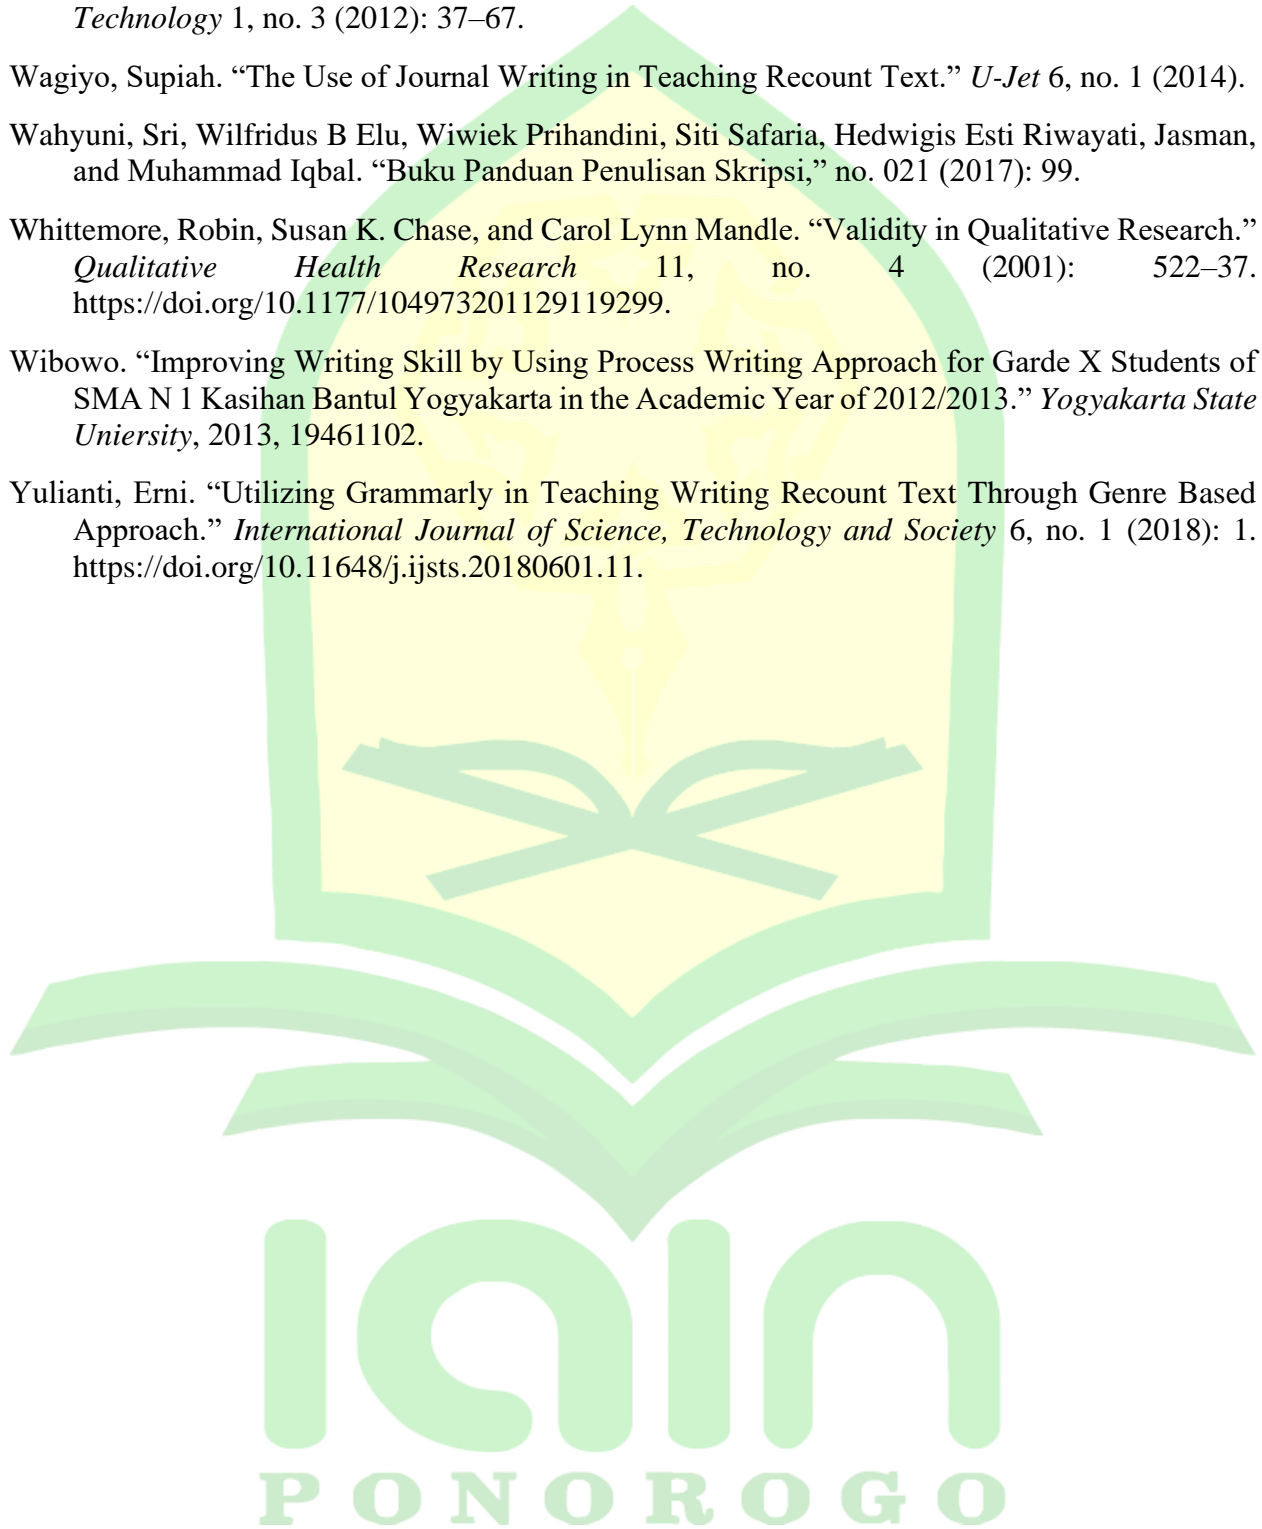 Technology 1, no. 3 (2012): 37–67.
Wagiyo, Supiah. “The Use of Journal Writing in Teaching Recount Text.” U-Jet 6, no. 1 (2014).
Wahyuni, Sri, Wilfridus B Elu, Wiwiek Prihandini, Siti Safaria, Hedwigis Esti Riwayati, Jasman,
and Muhammad Iqbal. “Buku Panduan Penulisan Skripsi,” no. 021 (2017): 99.
Whittemore, Robin, Susan K. Chase, and Carol Lynn Mandle. “Validity in Qualitative Research.”
Qualitative Health Research 11, no. 4 (2001): 522–37.
https://doi.org/10.1177/104973201129119299.
Wibowo. “Improving Writing Skill by Using Process Writing Approach for Garde X Students of
SMA N 1 Kasihan Bantul Yogyakarta in the Academic Year of 2012/2013.” Yogyakarta State
Uniersity, 2013, 19461102.
Yulianti, Erni. “Utilizing Grammarly in Teaching Writing Recount Text Through Genre Based
Approach.” International Journal of Science, Technology and Society 6, no. 1 (2018): 1.
https://doi.org/10.11648/j.ijsts.20180601.11.
iain
PONOROGO